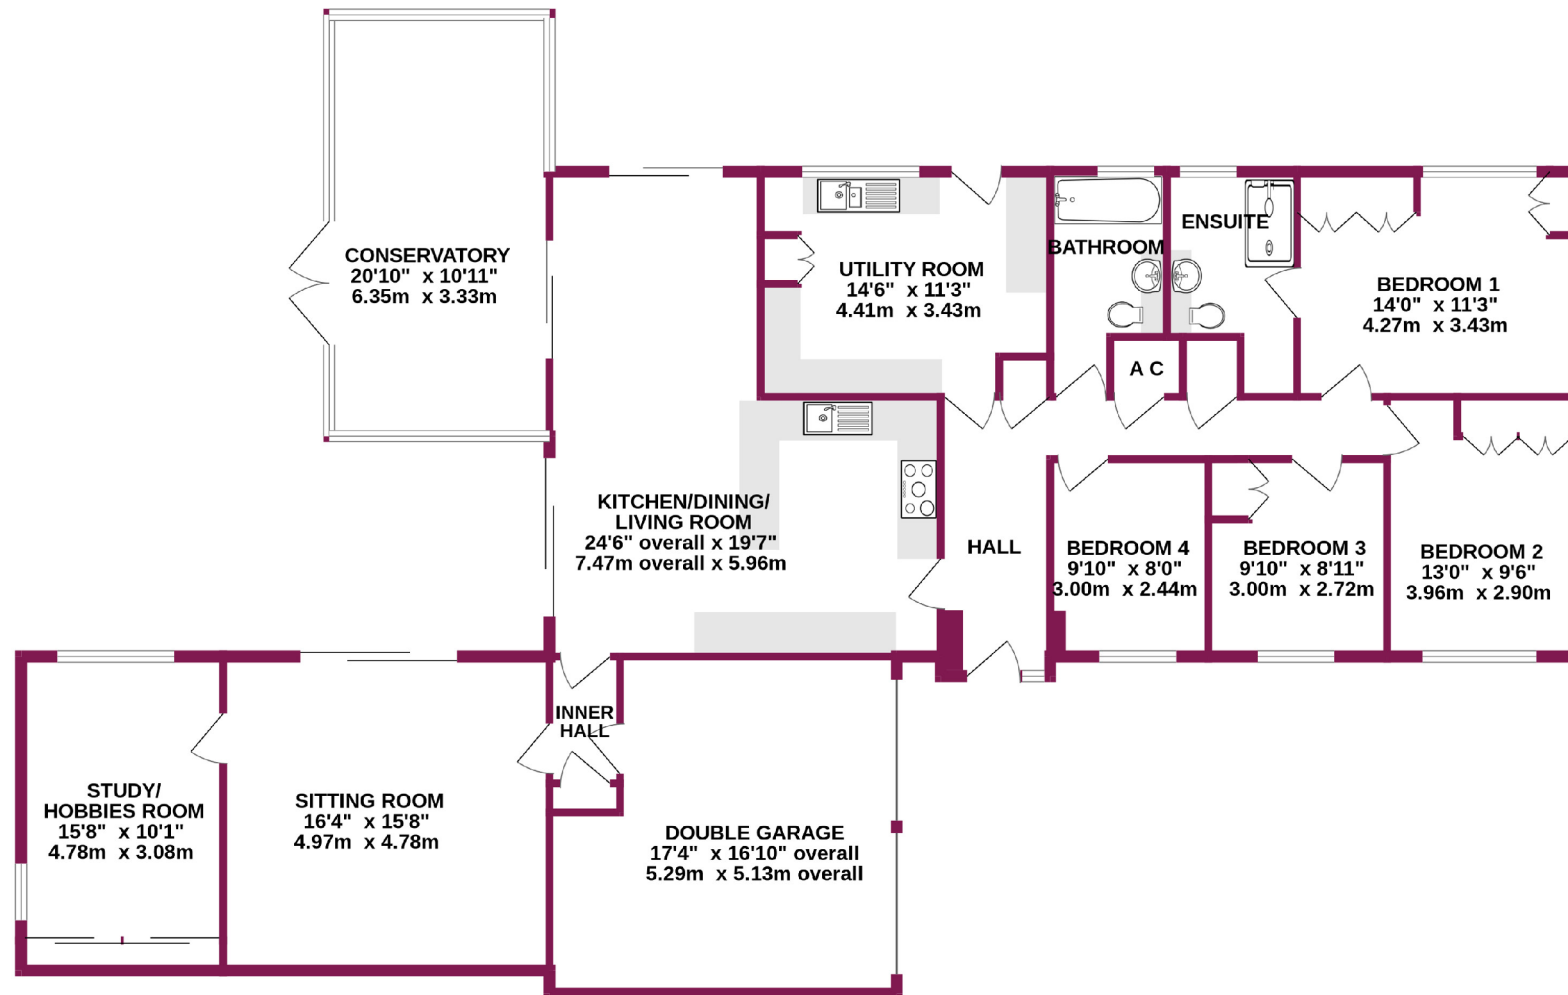 CONSERVATORY
20'10" x 10'11"
6.35m x 3.33m
UTILITY ROOM
14'6" x 11'3"
4.41m x 3.43m
BATHROOM
ENSUITE
BEDROOM 1
14'0" x 11'3"
4.27m x 3.43m
A C
KITCHEN/DINING/
LIVING ROOM
24'6" overall x 19'7"
7.47m overall x 5.96m
HALL
BEDROOM 4
9'10" x 8'0"
3.00m x 2.44m
BEDROOM 3
9'10" x 8'11"
3.00m x 2.72m
BEDROOM 2
13'0" x 9'6"
3.96m x 2.90m
INNER
HALL
STUDY/
HOBBIES ROOM
15'8" x 10'1"
4.78m x 3.08m
SITTING ROOM
16'4" x 15'8"
4.97m x 4.78m
DOUBLE GARAGE
17'4" x 16'10" overall
5.29m x 5.13m overall